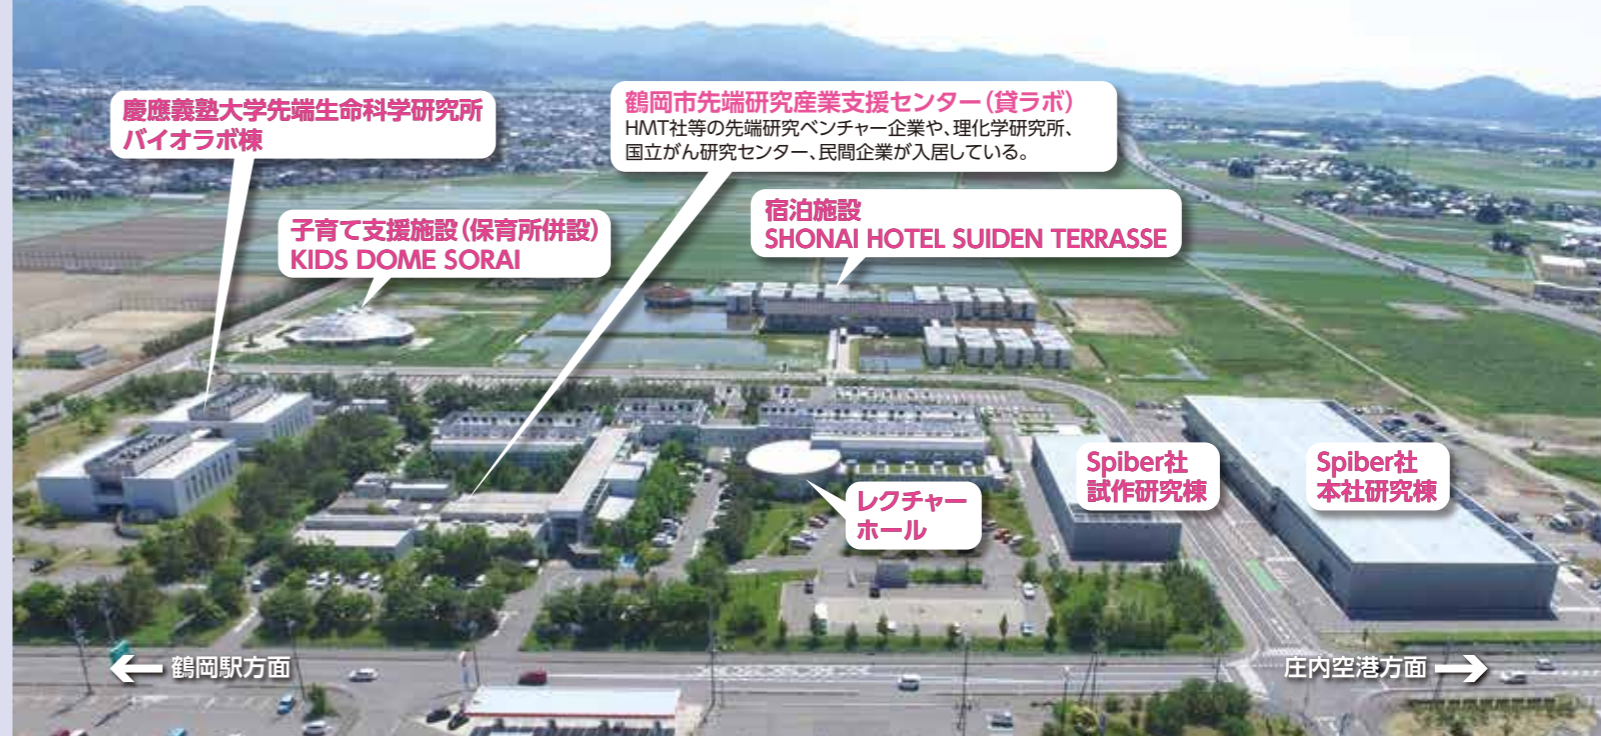 慶應義塾大学先端生命科学研究所
バイオラボ棟
鶴岡市先端研究産業支援センター(貸ラボ)
HMT社等の先端研究ベンチャー企業や、理化学研究所、
国立がん研究センター、民間企業が入居している。
子育て支援施設(保育所併設)
KIDS DOME SORAI
宿泊施設
SHONAI HOTEL SUIDEN TERRASSE
レクチャー
ホール
Spiber社
試作研究棟
Spiber社
本社研究棟
鶴岡駅方面
庄内空港方面